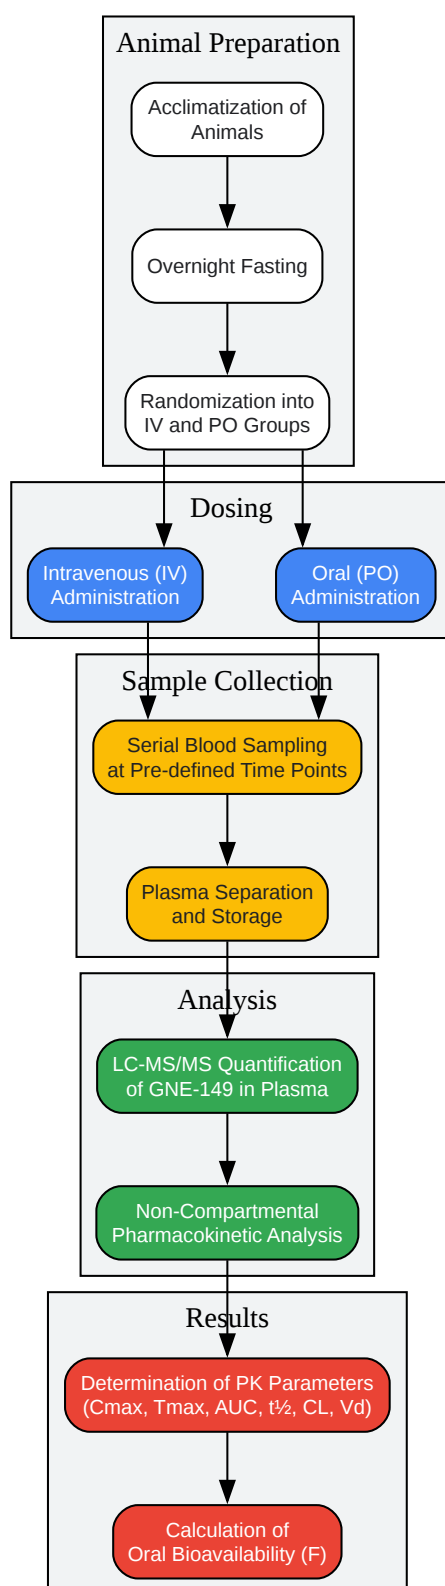 Animal Preparation
Acclimatization of
Animals
Overnight Fasting
Randomization into
IV and PO Groups
Dosing
Intravenous (IV)
Administration
Oral (PO)
Administration
Sample Collection
Serial Blood Sampling
at Pre-defined Time Points
Plasma Separation
and Storage
Analysis
LC-MS/MS Quantification
of GNE-149 in Plasma
Non-Compartmental
Pharmacokinetic Analysis
Results
Determination of PK Parameters
(Cmax, Tmax, AUC, t½, CL, Vd)
Calculation of
Oral Bioavailability (F)